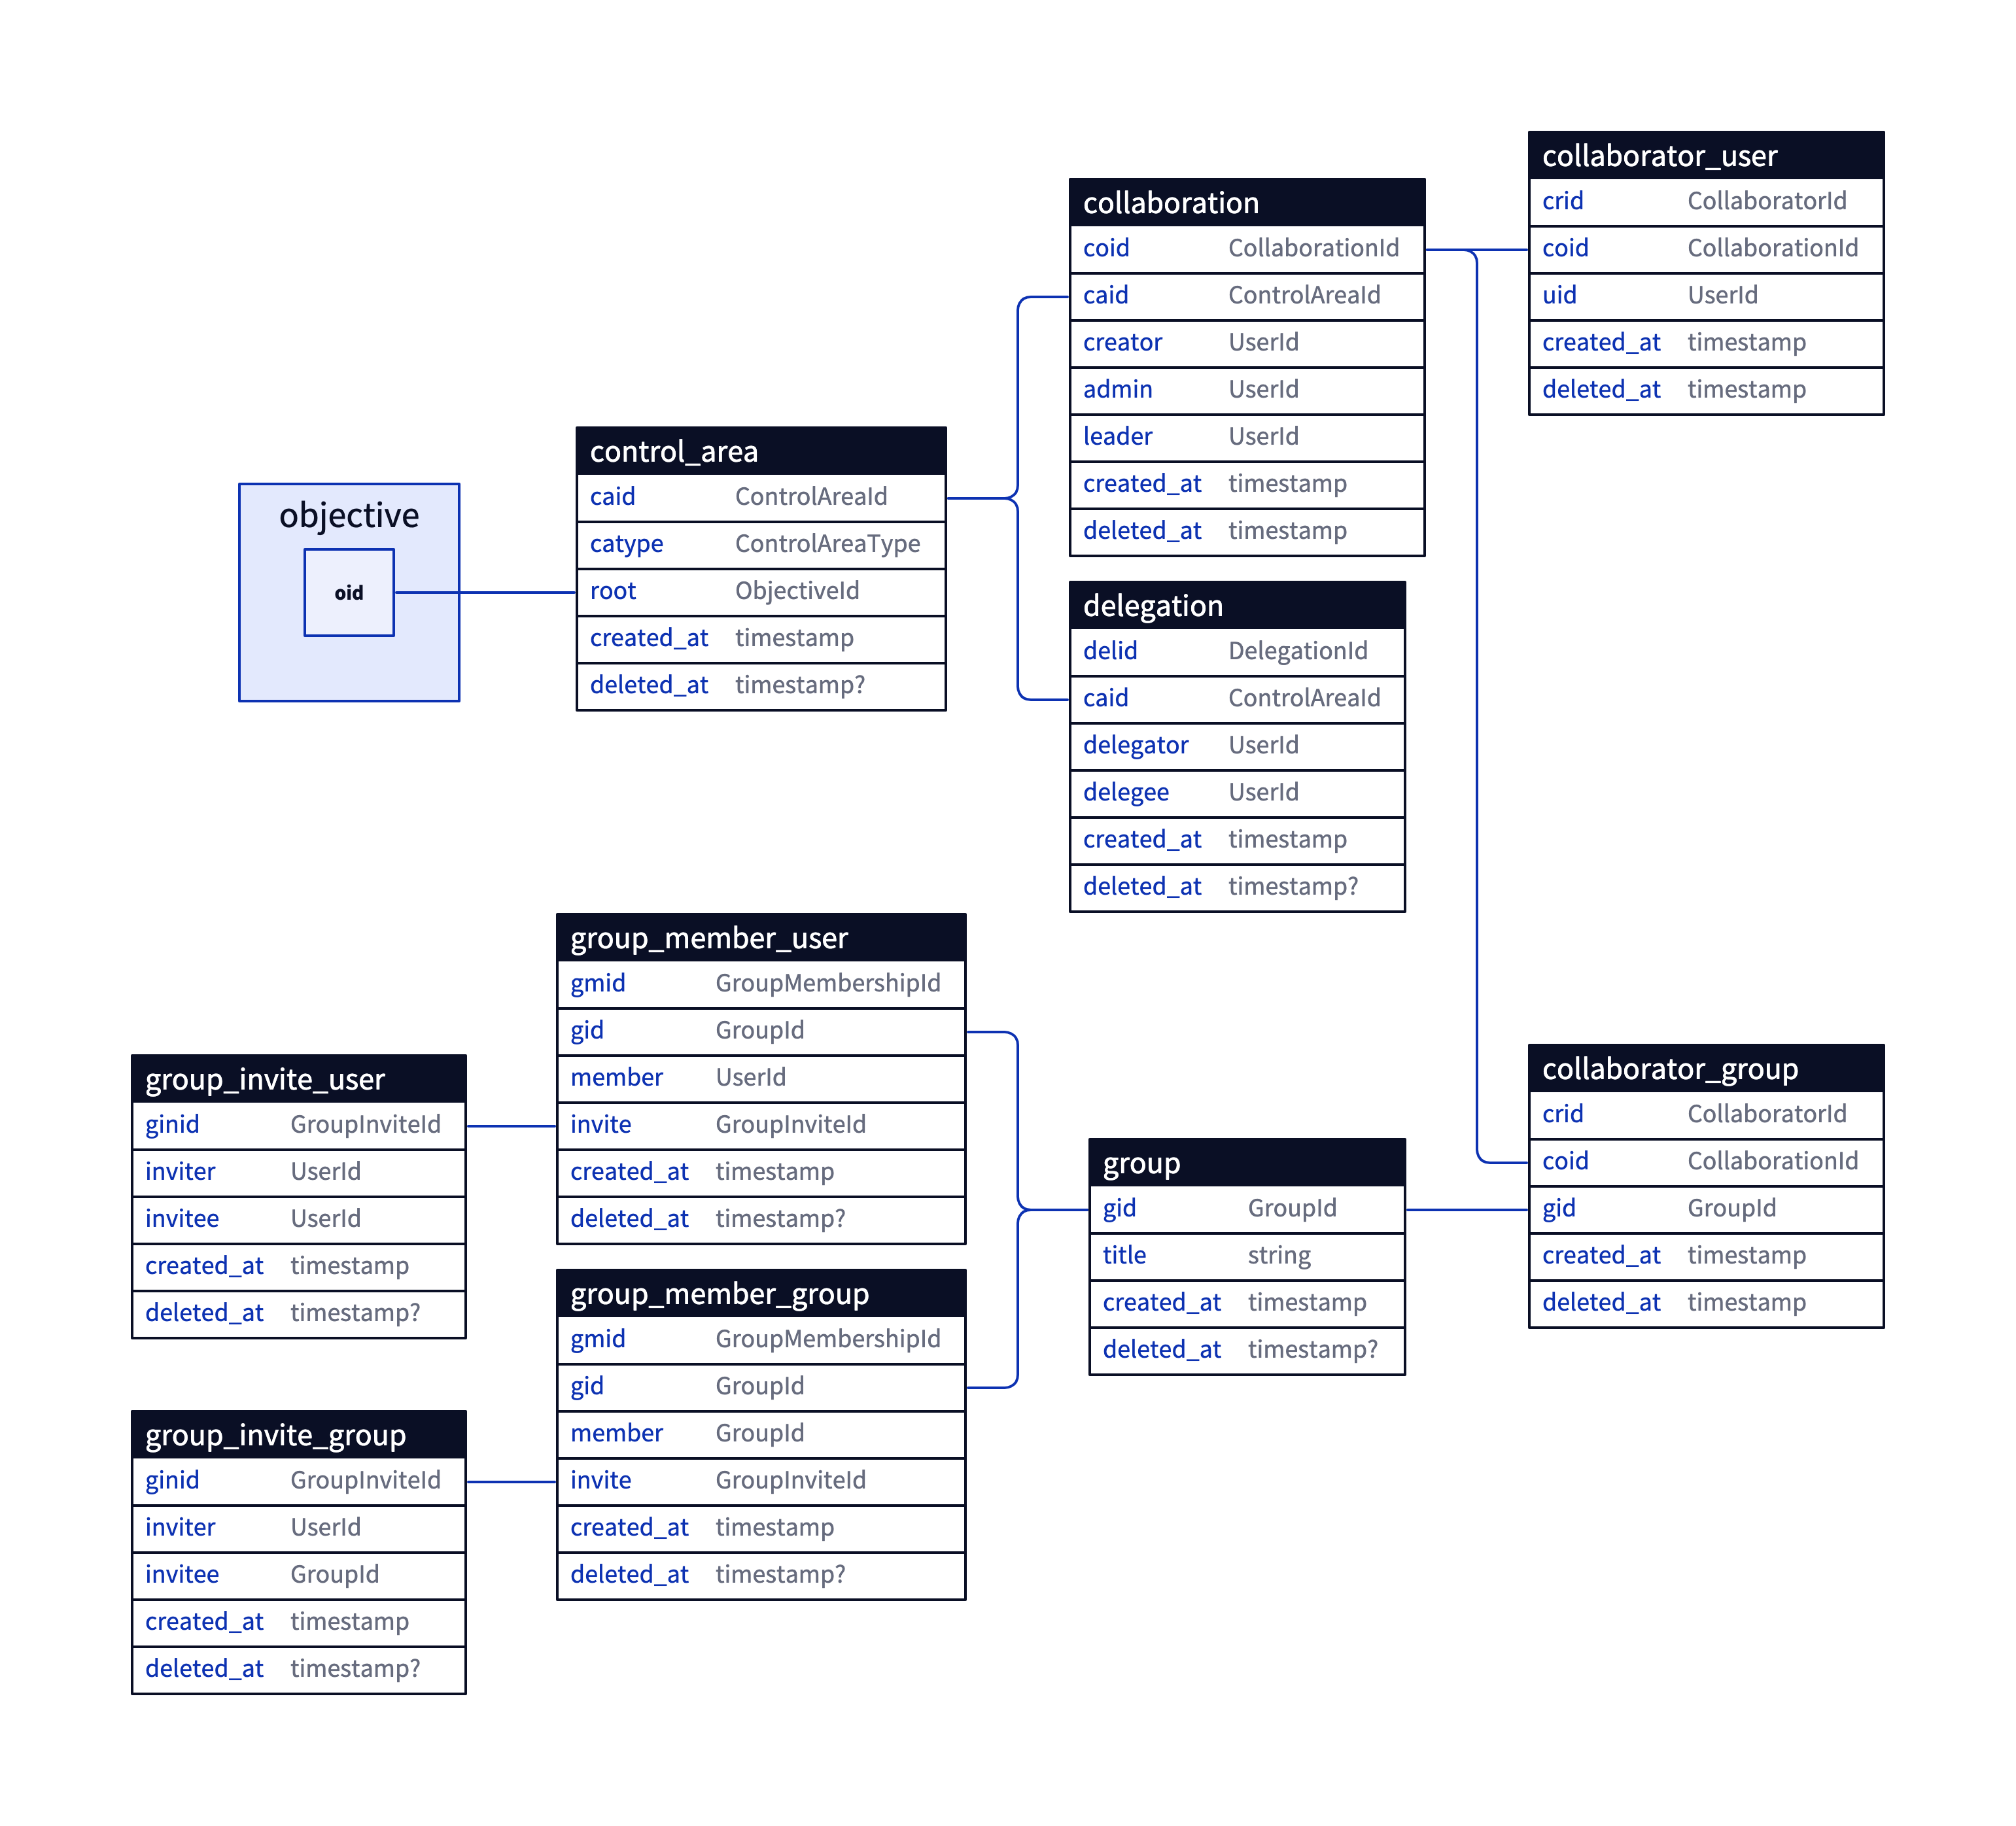 objective
oid
control_area
caid ControlAreaId
catype ControlAreaType
root ObjectiveId
created_at timestamp
deleted_at timestamp?
collaboration
coid CollaborationId
caid ControlAreaId
creator UserId
admin UserId
leader UserId
created_at timestamp
deleted_at timestamp
delegation
delid DelegationId
caid ControlAreaId
delegator UserId
delegee UserId
created_at timestamp
deleted_at timestamp?
collaborator_user
crid CollaboratorId
coid CollaborationId
uid UserId
created_at timestamp
deleted_at timestamp
group_invite_user
ginid GroupInviteId
inviter UserId
invitee UserId
created_at timestamp
deleted_at timestamp?
group_invite_group
ginid GroupInviteId
inviter UserId
invitee GroupId
created_at timestamp
deleted_at timestamp?
group_member_user
gmid GroupMembershipId
gid GroupId
member UserId
invite GroupInviteId
created_at timestamp
deleted_at timestamp?
group_member_group
gmid GroupMembershipId
gid GroupId
member GroupId
invite GroupInviteId
created_at timestamp
deleted_at timestamp?
group
gid GroupId
title string
created_at timestamp
deleted_at timestamp?
collaborator_group
crid CollaboratorId
coid CollaborationId
gid GroupId
created_at timestamp
deleted_at timestamp